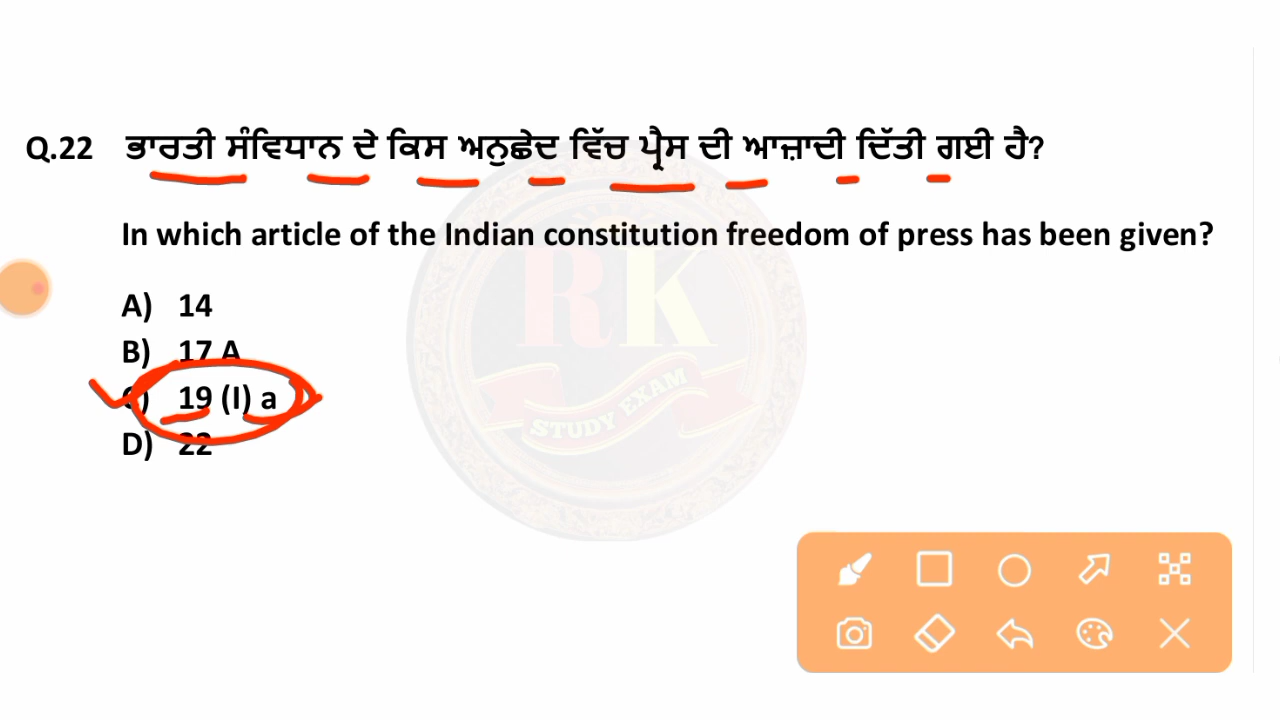 Q.22 ਭਾਰਤੀ ਸੰਵਿਧਾਨ ਦੇ ਕਿਸ ਅਨੁਛੇਦ ਵਿੱਚ ਪ੍ਰੈਸ ਦੀ ਆਜ਼ਾਦੀ ਦਿੱਤੀ ਗਈ ਹੈ?
In which article of the Indian constitution freedom of press has been given?
A) 14
B) 17 A
C) 19 (I) a
D) 22
RK
STUDY EXAM